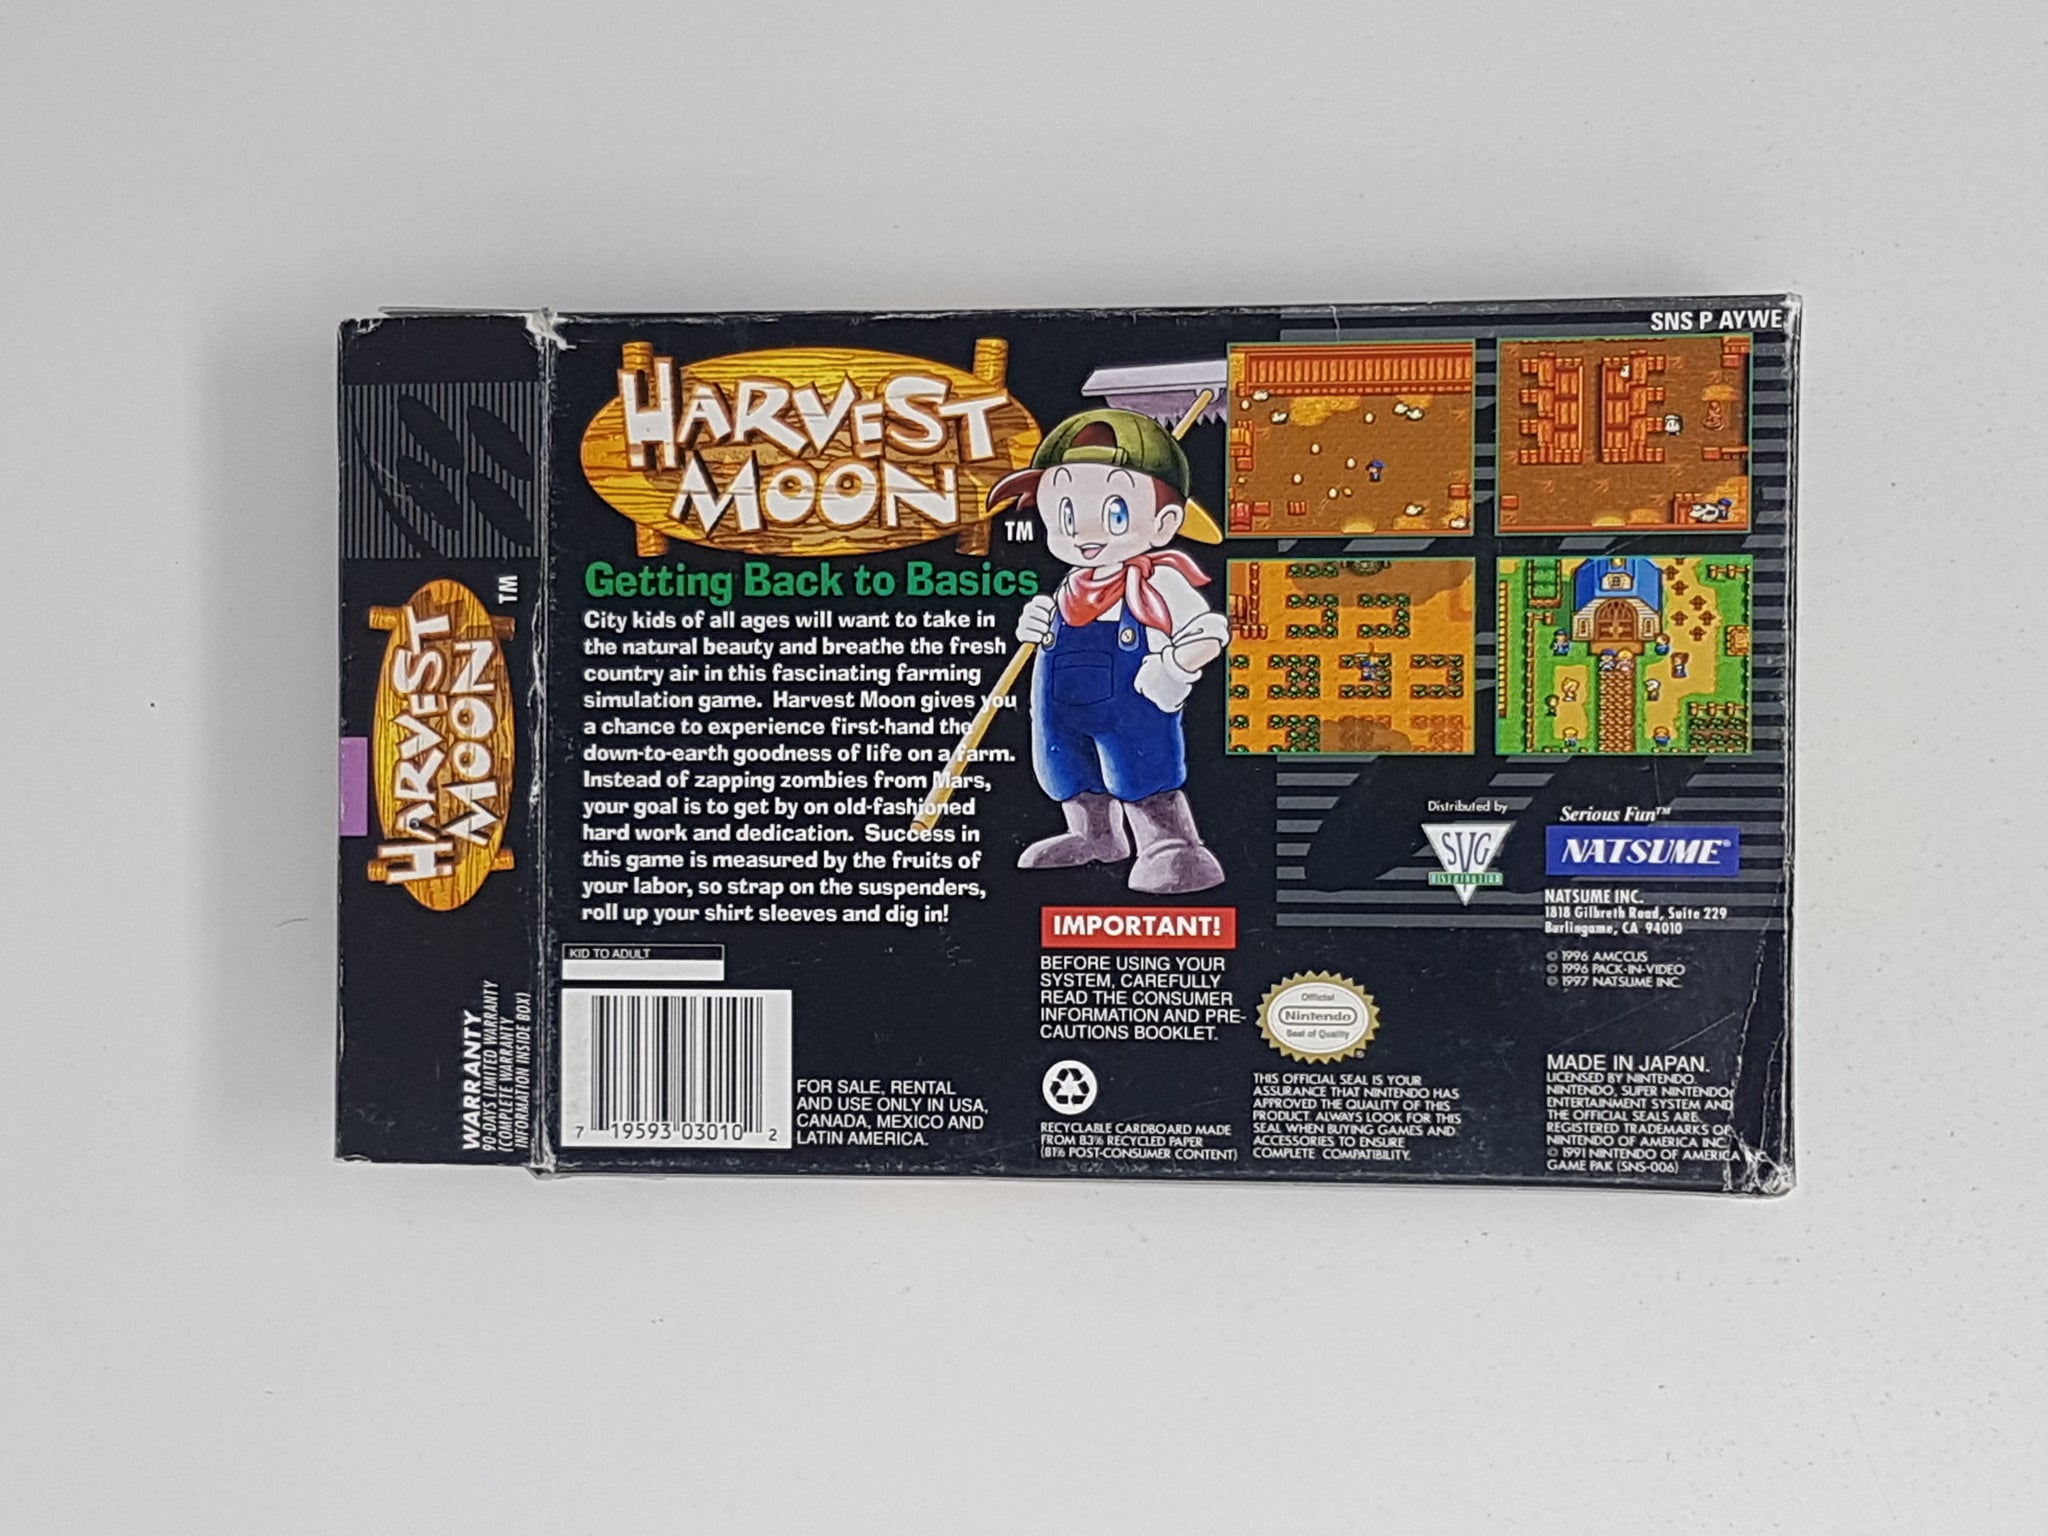 HARVEST
MOON
TM
WARRANTY
90-DAYS LIMITED WARRANTY
(COMPLETE WARRANTY
INFORMATION INSIDE BOX)
SNS P AYWE
HARVEST
MOON
TM
Getting Back to Basics
City kids of all ages will want to take in
the natural beauty and breathe the fresh
country air in this fascinating farming
simulation game. Harvest Moon gives you
a chance to experience first-hand the
down-to-earth goodness of life on a farm.
Instead of zapping zombies from Mars,
your goal is to get by on old-fashioned
hard work and dedication. Success in
this game is measured by the fruits of
your labor, so strap on the suspenders,
roll up your shirt sleeves and dig in!
KID TO ADULT
7 19593 03010 2
FOR SALE, RENTAL
AND USE ONLY IN USA,
CANADA, MEXICO AND
LATIN AMERICA.
IMPORTANT!
BEFORE USING YOUR
SYSTEM, CAREFULLY
READ THE CONSUMER
INFORMATION AND PRE-
CAUTIONS BOOKLET.
RECYCLABLE CARDBOARD MADE
FROM 83% RECYCLED PAPER
(81% POST-CONSUMER CONTENT)
Official
Nintendo
Seal of Quality
®
THIS OFFICIAL SEAL IS YOUR
ASSURANCE THAT NINTENDO HAS
APPROVED THE QUALITY OF THIS
PRODUCT. ALWAYS LOOK FOR THIS
SEAL WHEN BUYING GAMES AND
ACCESSORIES TO ENSURE
COMPLETE COMPATIBILITY.
Distributed by
SVG
DISTRIBUTION
Serious Fun™
NATSUME®
NATSUME INC.
1818 Gilbreth Road, Suite 229
Burlingame, CA 94010
© 1996 AMCCUS
© 1996 PACK-IN-VIDEO
© 1997 NATSUME INC.
MADE IN JAPAN.
LICENSED BY NINTENDO.
NINTENDO, SUPER NINTENDO
ENTERTAINMENT SYSTEM AND
THE OFFICIAL SEALS ARE
REGISTERED TRADEMARKS OF
NINTENDO OF AMERICA INC.
© 1991 NINTENDO OF AMERICA INC.
GAME PAK (SNS-006)